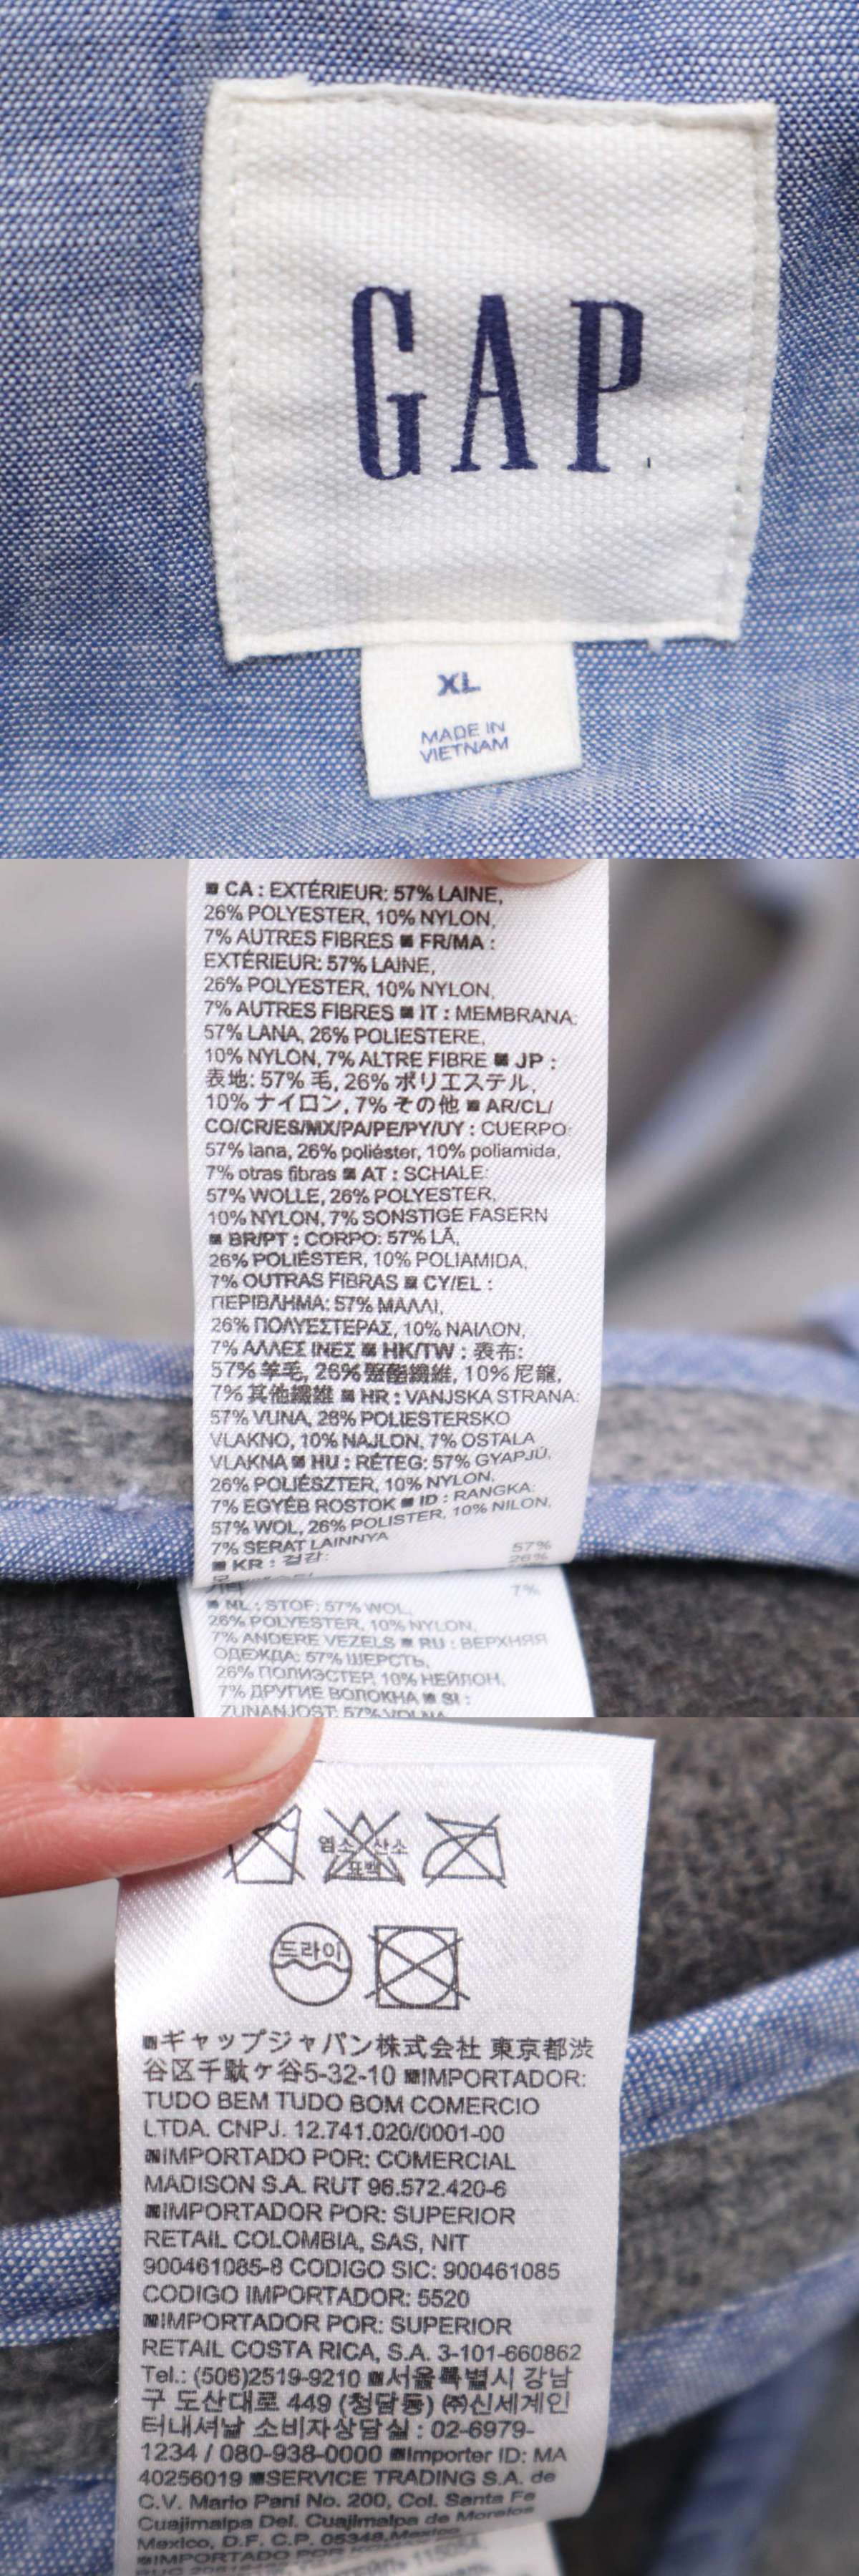 GAP
XL
MADE IN
VIETNAM
CA : EXTÉRIEUR: 57% LAINE,
26% POLYESTER, 10% NYLON,
7% AUTRES FIBRES ■ FR/MA :
EXTÉRIEUR: 57% LAINE,
26% POLYESTER, 10% NYLON,
7% AUTRES FIBRES ■ IT : MEMBRANA:
57% LANA, 26% POLIESTERE,
10% NYLON, 7% ALTRE FIBRE ■ JP :
表地: 57% 毛, 26% ポリエステル,
10% ナイロン, 7% その他 ■ AR/CL/
CO/CR/ES/MX/PA/PE/PY/UY : CUERPO:
57% lana, 26% poliéster, 10% poliamida,
7% otras fibras ■ AT : SCHALE:
57% WOLLE, 26% POLYESTER,
10% NYLON, 7% SONSTIGE FASERN
■ BR/PT : CORPO: 57% LÃ,
26% POLIÉSTER, 10% POLIAMIDA,
7% OUTRAS FIBRAS ■ CY/EL :
ΠΕΡΙΒΛΗΜΑ: 57% ΜΑΛΛΙ,
26% ΠΟΛΥΕΣΤΕΡΑΣ, 10% ΝΑΙΛΟΝ,
7% ΑΛΛΕΣ ΙΝΕΣ ■ HK/TW : 表布:
57% 羊毛, 26% 聚酯纖維, 10% 尼龍,
7% 其他纖維 ■ HR : VANJSKA STRANA:
57% VUNA, 26% POLIESTERSKO
VLAKNO, 10% NAJLON, 7% OSTALA
VLAKNA ■ HU : RÉTEG: 57% GYAPJÚ,
26% POLIÉSZTER, 10% NYLON,
7% EGYÉB ROSTOK ■ ID : RANGKA:
57% WOL, 26% POLISTER, 10% NILON,
7% SERAT LAINNYA
■ KR : 겉감: 57%
26%
기타 7%
■ NL : STOF: 57% WOL,
26% POLYESTER, 10% NYLON,
7% ANDERE VEZELS ■ RU : ВЕРХНЯЯ
ОДЕЖДА: 57% ШЕРСТЬ,
26% ПОЛИЭСТЕР, 10% НЕЙЛОН,
7% ДРУГИЕ ВОЛОКНА ■ SI :
ZUNANJOST: 57% VOLNA
염소 산소
표백
드라이
■ギャップジャパン株式会社 東京都渋
谷区千駄ヶ谷5-32-10 ■IMPORTADOR:
TUDO BEM TUDO BOM COMERCIO
LTDA. CNPJ. 12.741.020/0001-00
■IMPORTADO POR: COMERCIAL
MADISON S.A. RUT 96.572.420-6
■IMPORTADOR POR: SUPERIOR
RETAIL COLOMBIA, SAS, NIT
900461085-8 CODIGO SIC: 900461085
CODIGO IMPORTADOR: 5520
■IMPORTADOR POR: SUPERIOR
RETAIL COSTA RICA, S.A. 3-101-660862
Tel.: (506)2519-9210 ■서울특별시 강남
구 도산대로 449 (청담동) ㈜신세계인
터내셔날 소비자상담실 : 02-6979-
1234 / 080-938-0000 ■Importer ID: MA
40256019 ■SERVICE TRADING S.A. de
C.V. Mario Pani No. 200, Col. Santa Fe
Cuajimalpa Del. Cuajimalpa de Morelos
Mexico, D.F. C.P. 05348,Mexico
■IMPORTADO POR